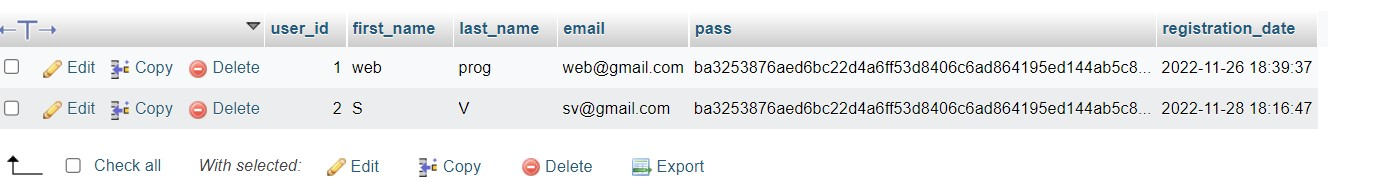 user_id first_name last_name email pass registration_date
Edit Copy Delete 1 web prog web@gmail.com ba3253876aed6bc22d4a6ff53d8406c6ad864195ed144ab5c8... 2022-11-26 18:39:37
Edit Copy Delete 2 S V sv@gmail.com ba3253876aed6bc22d4a6ff53d8406c6ad864195ed144ab5c8... 2022-11-28 18:16:47
Check all With selected: Edit Copy Delete Export